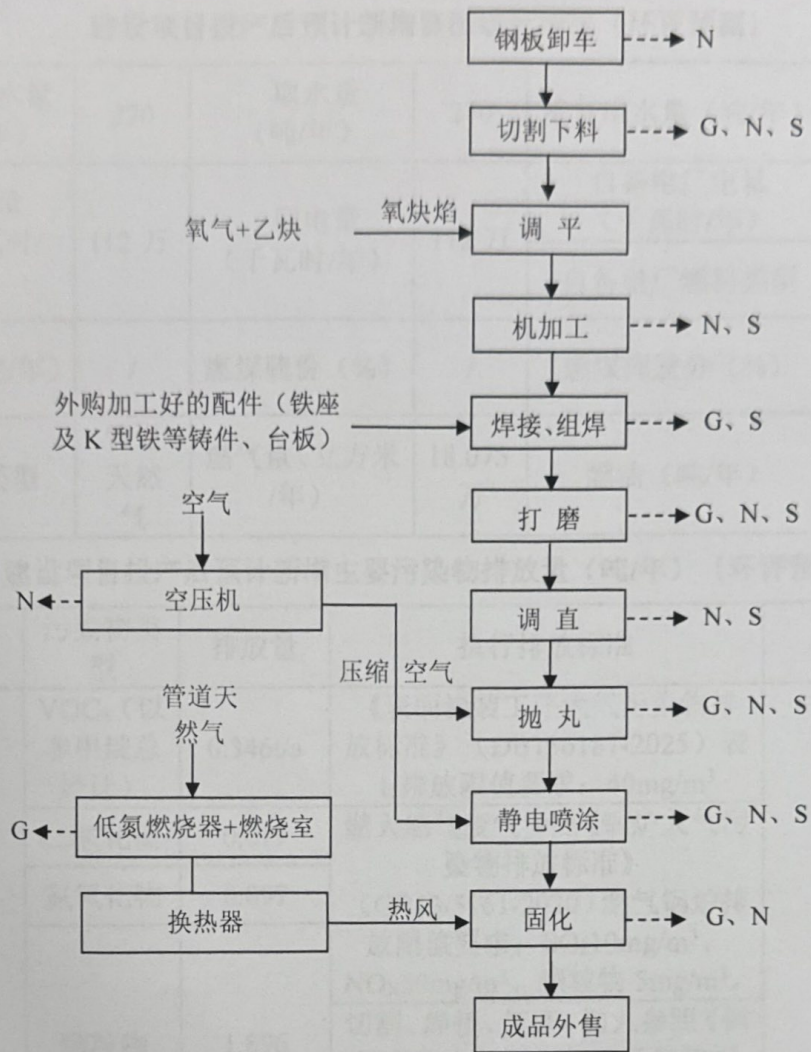 钢板卸车 N
切割下料 G、N、S
氧气+乙炔 氧炔焰 调 平
机加工 N、S
外购加工好的配件（铁座
及 K 型铁等铸件、台板）
焊接、组焊 G、S
空气
打 磨 G、N、S
N 空压机
调 直 N、S
压缩 空气
管道天
然气
抛丸 G、N、S
G 低氮燃烧器+燃烧室
静电喷涂 G、N、S
换热器 热风 固化 G、N
成品外售